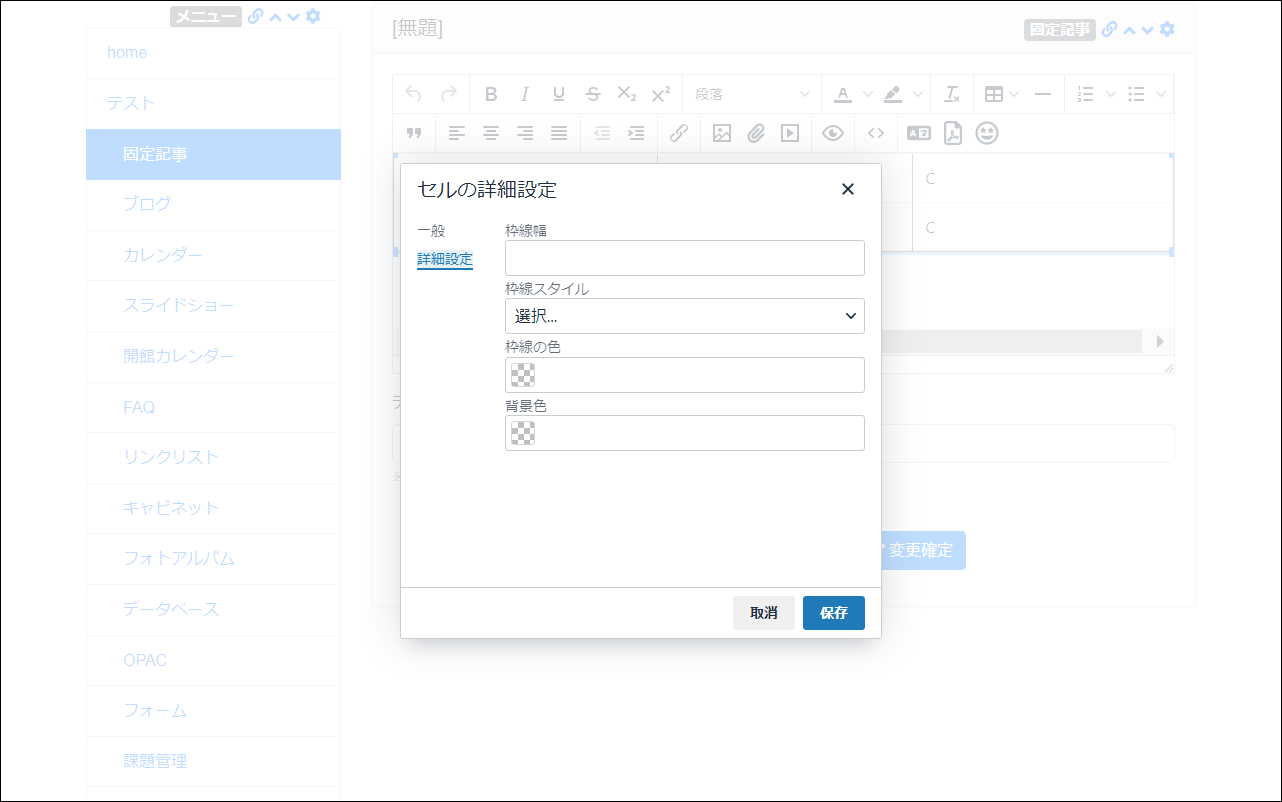 メニュー
home
テスト
固定記事
ブログ
カレンダー
スライドショー
開館カレンダー
FAQ
リンクリスト
キャビネット
フォトアルバム
データベース
OPAC
フォーム
課題管理
[無題]
固定記事
段落
C
C
セルの詳細設定
一般
詳細設定
枠線幅
枠線スタイル
選択...
枠線の色
背景色
取消
保存
変更確定